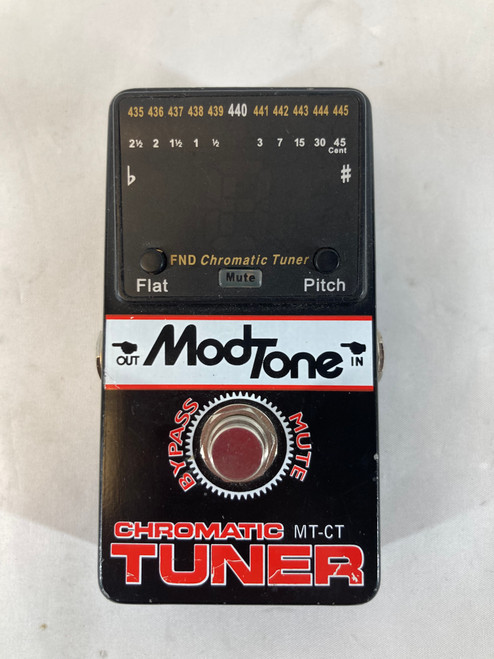 435 436 437 438 439 440 441 442 443 444 445
2½ 2 1½ 1 ½ 3 7 15 30 45
Cent
♭ ♯
FND Chromatic Tuner
Mute
Flat Pitch
OUT ModTone IN
BYPASS MUTE
CHROMATIC MT-CT
TUNER